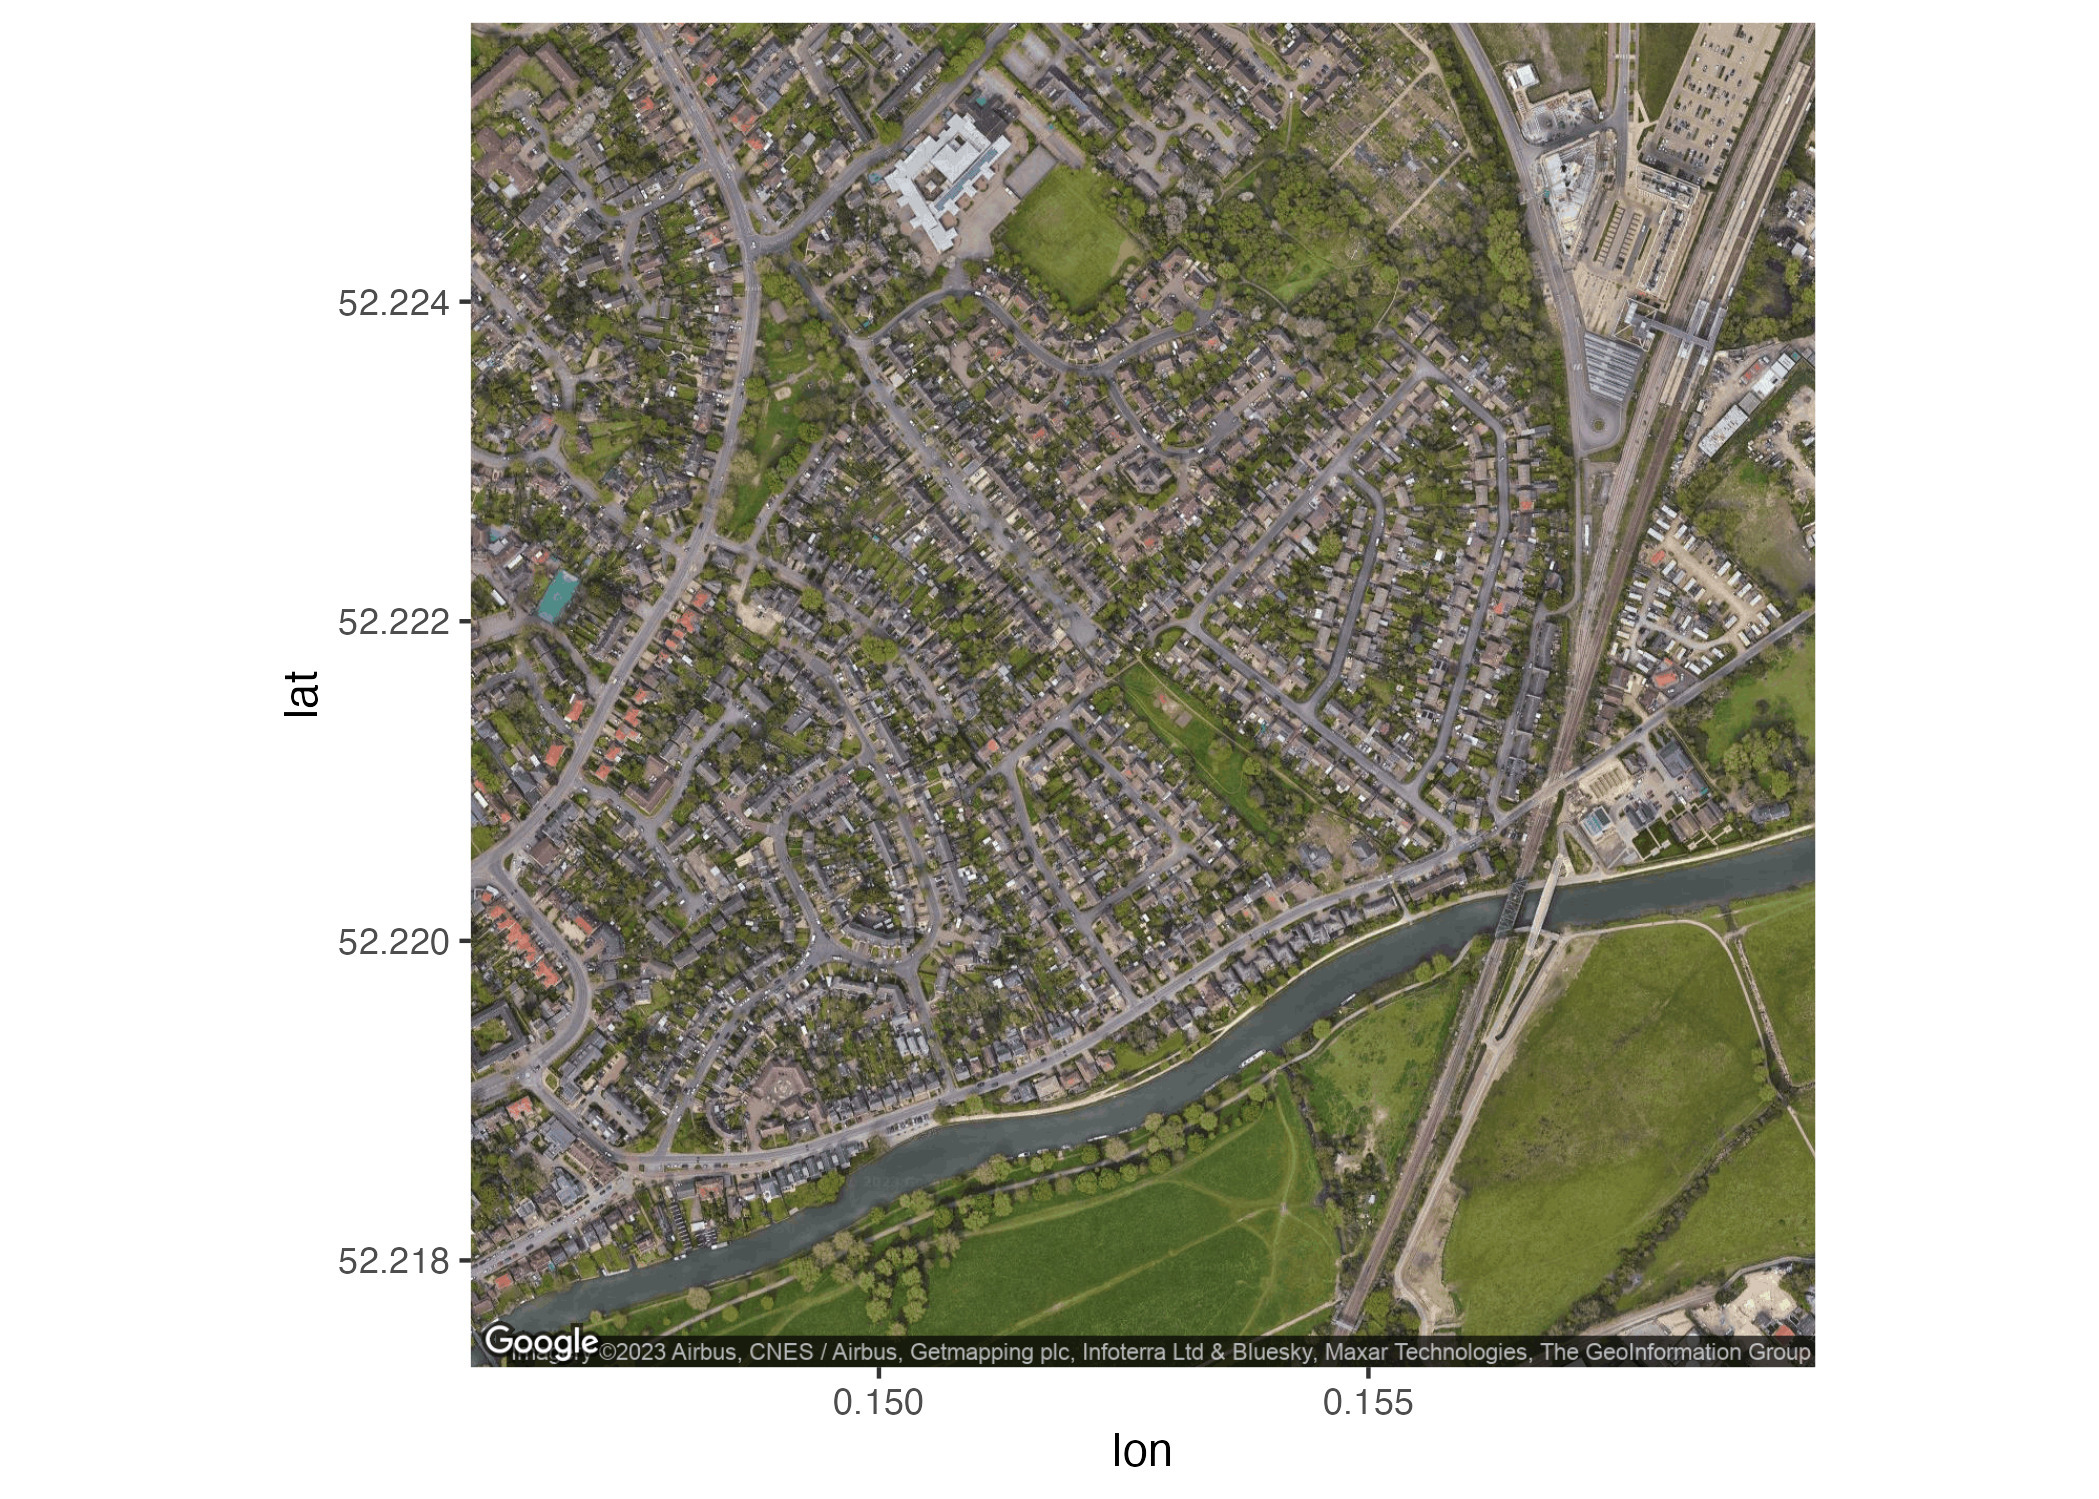 52.224
52.222
lat
52.220
52.218
Google
Imagery ©2023 Airbus, CNES / Airbus, Getmapping plc, Infoterra Ltd & Bluesky, Maxar Technologies, The GeoInformation Group
0.150
0.155
lon